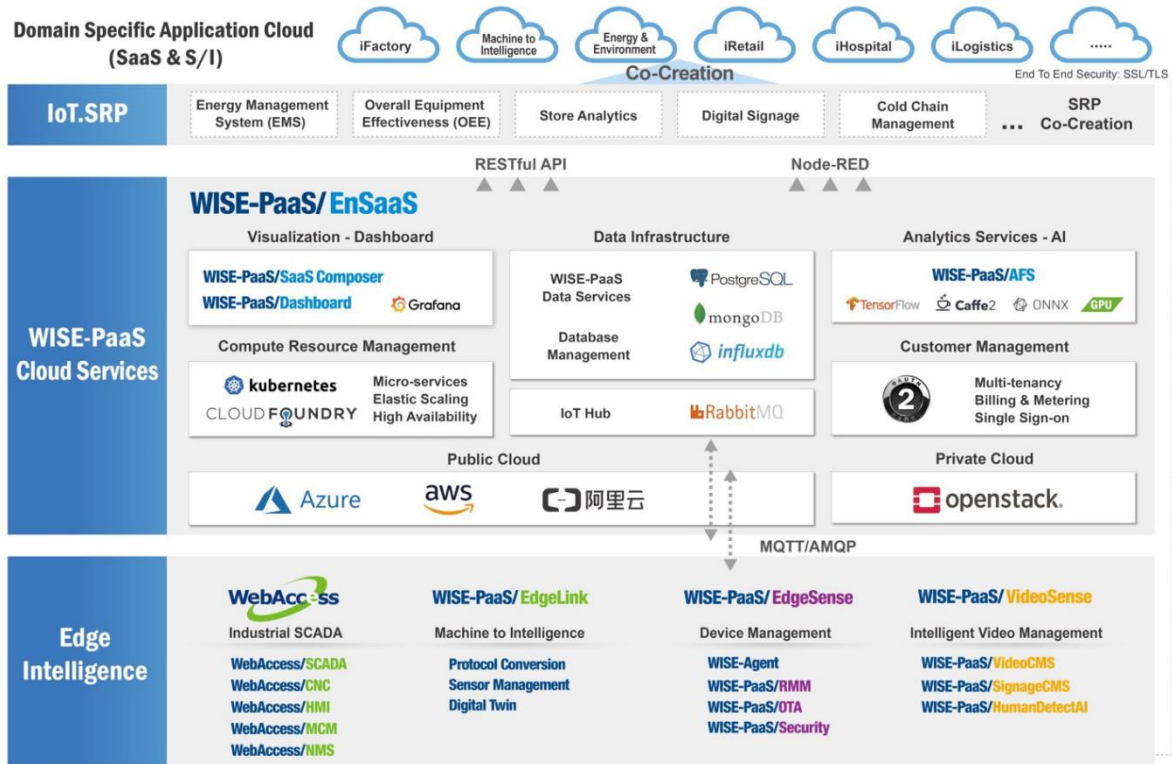 Domain Specific Application Cloud
(SaaS & S/I)
iFactory
Machine to
Intelligence
Energy &
Environment
iRetail
iHospital
iLogistics
.....
Co-Creation
End To End Security: SSL/TLS
IoT.SRP
Energy Management
System (EMS)
Overall Equipment
Effectiveness (OEE)
Store Analytics
Digital Signage
Cold Chain
Management
...
SRP
Co-Creation
RESTful API
Node-RED
WISE-PaaS
Cloud Services
WISE-PaaS/EnSaaS
Visualization - Dashboard
WISE-PaaS/SaaS Composer
WISE-PaaS/Dashboard
Grafana
Data Infrastructure
WISE-PaaS
Data Services
PostgreSQL
mongoDB
Database
Management
influxdb
Analytics Services - AI
WISE-PaaS/AFS
TensorFlow
Caffe2
ONNX
GPU
Compute Resource Management
kubernetes
CLOUD FOUNDRY
Micro-services
Elastic Scaling
High Availability
IoT Hub
RabbitMQ
Customer Management
OAUTH
2
Multi-tenancy
Billing & Metering
Single Sign-on
Public Cloud
Azure
aws
阿里云
Private Cloud
openstack.
MQTT/AMQP
Edge
Intelligence
WebAccess
Industrial SCADA
WebAccess/SCADA
WebAccess/CNC
WebAccess/HMI
WebAccess/MCM
WebAccess/NMS
WISE-PaaS/EdgeLink
Machine to Intelligence
Protocol Conversion
Sensor Management
Digital Twin
WISE-PaaS/EdgeSense
Device Management
WISE-Agent
WISE-PaaS/RMM
WISE-PaaS/OTA
WISE-PaaS/Security
WISE-PaaS/VideoSense
Intelligent Video Management
WISE-PaaS/VideoCMS
WISE-PaaS/SignageCMS
WISE-PaaS/HumanDetectAI